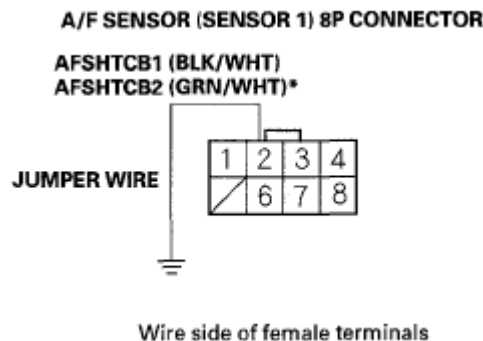 A/F SENSOR (SENSOR 1) 8P CONNECTOR
AFSHTCB1 (BLK/WHT)
AFSHTCB2 (GRN/WHT)*
1 2 3 4
JUMPER WIRE
6 7 8
Wire side of female terminals